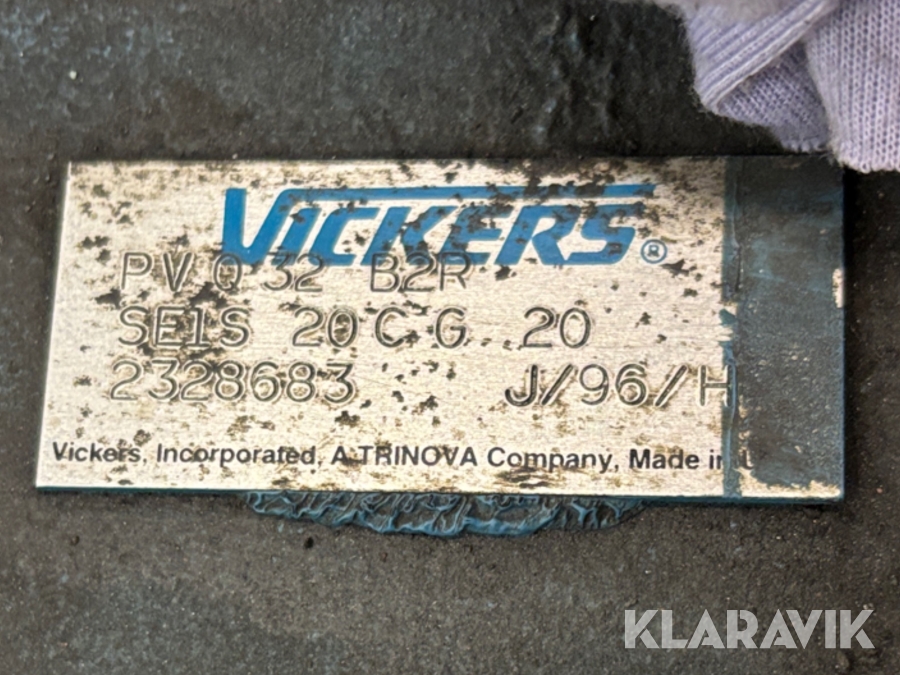 VICKERS®
PVQ 32 B2R
SE1S 20 C G 20
2328683 J/96/H
Vickers, Incorporated, A TRINOVA Company, Made in
KLARAVIK